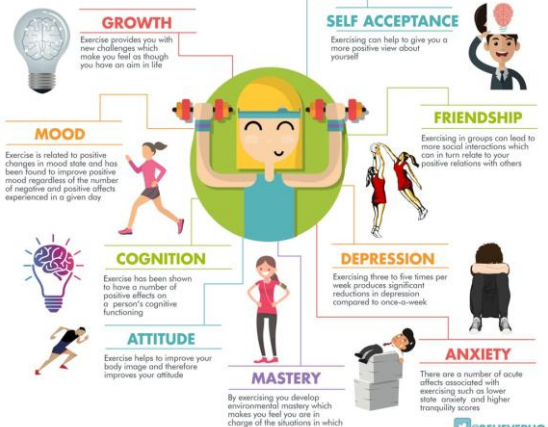 GROWTH
Exercise provides you with
new challenges which
make you feel as though
you have an aim in life
SELF ACCEPTANCE
Exercising can help to give you a
more positive view about
yourself
MOOD
Exercise is related to positive
changes in mood state and has
been found to improve positive
mood regardless of the number
of negative and positive affects
experienced in a given day
FRIENDSHIP
Exercising in groups can lead to
more social interactions which
can in turn relate to your
positive relations with others
COGNITION
Exercise has been shown
to have a number of
positive effects on
a person's cognitive
functioning
DEPRESSION
Exercising three to five times per
week produces significant
reductions in depression
compared to once-a-week
ATTITUDE
Exercise helps to improve your
body image and therefore
improves your attitude
MASTERY
By exercising you develop
environmental mastery which
makes you feel you are in
charge of the situations in which
ANXIETY
There are a number of acute
affects associated with
exercising such as lower
state anxiety and higher
tranquility scores